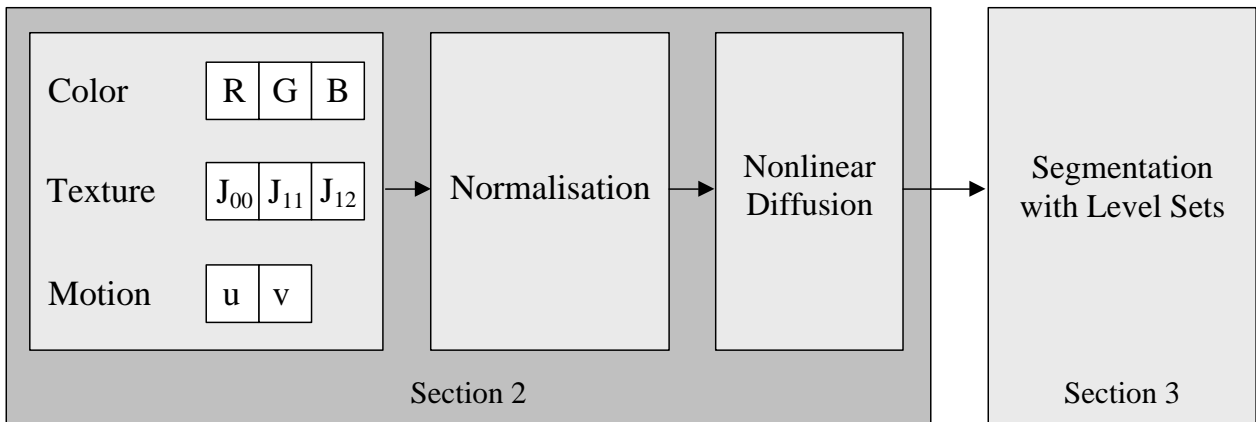 Color R G B
Texture J₀₀ J₁₁ J₁₂
Motion u v
Normalisation
Nonlinear
Diffusion
Section 2
Segmentation
with Level Sets
Section 3